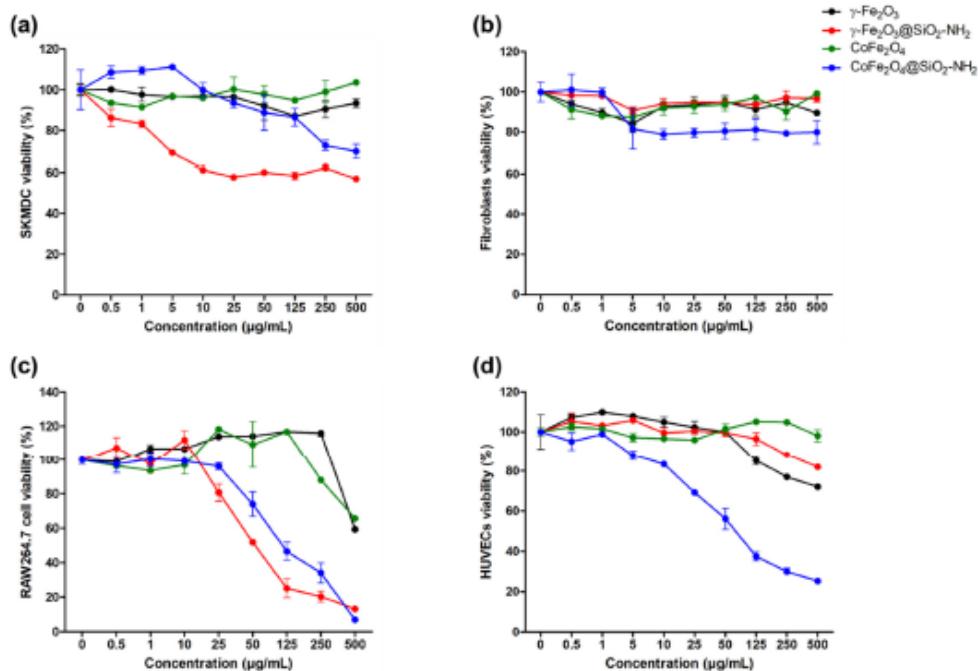 γ-Fe₂O₃
γ-Fe₂O₃@SiO₂-NH₂
CoFe₂O₄
CoFe₂O₄@SiO₂-NH₂
(a)
120
100
80
60
40
20
0
SKMDC viability (%)
0 0.5 1 5 10 25 50 125 250 500
Concentration (µg/mL)
(b)
120
100
80
60
40
20
0
Fibroblasts viability (%)
0 0.5 1 5 10 25 50 125 250 500
Concentration (µg/mL)
(c)
140
120
100
80
60
40
20
0
RAW264.7 cell viability (%)
0 0.5 1 10 25 50 125 250 500
Concentration (µg/mL)
(d)
120
100
80
60
40
20
0
HUVECs viability (%)
0 0.5 1 5 10 25 50 125 250 500
Concentration (µg/mL)